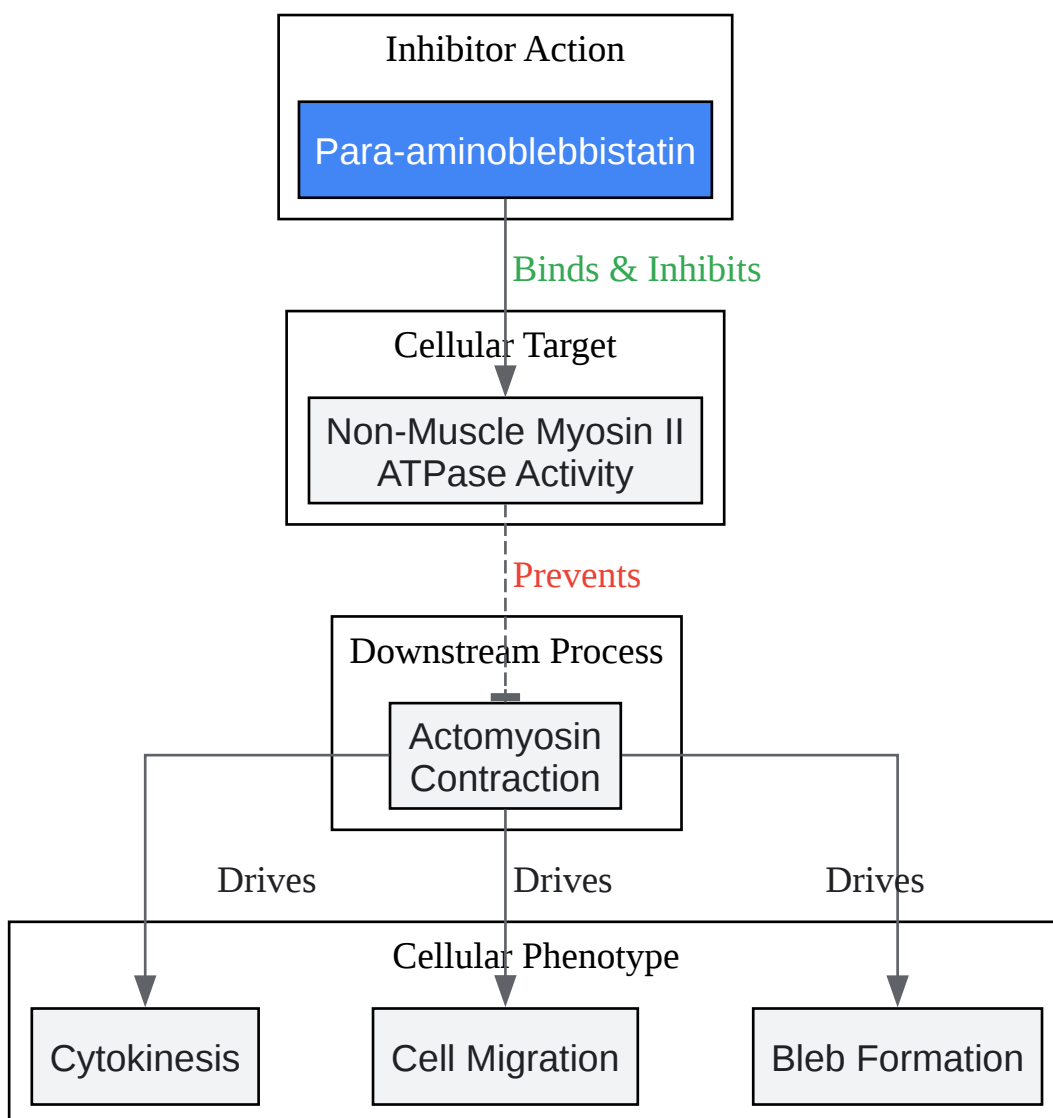 Inhibitor Action
Para-aminoblebbistatin
Binds & Inhibits
Cellular Target
Non-Muscle Myosin II
ATPase Activity
Prevents
Downstream Process
Actomyosin
Contraction
Drives
Drives
Drives
Cellular Phenotype
Cytokinesis
Cell Migration
Bleb Formation